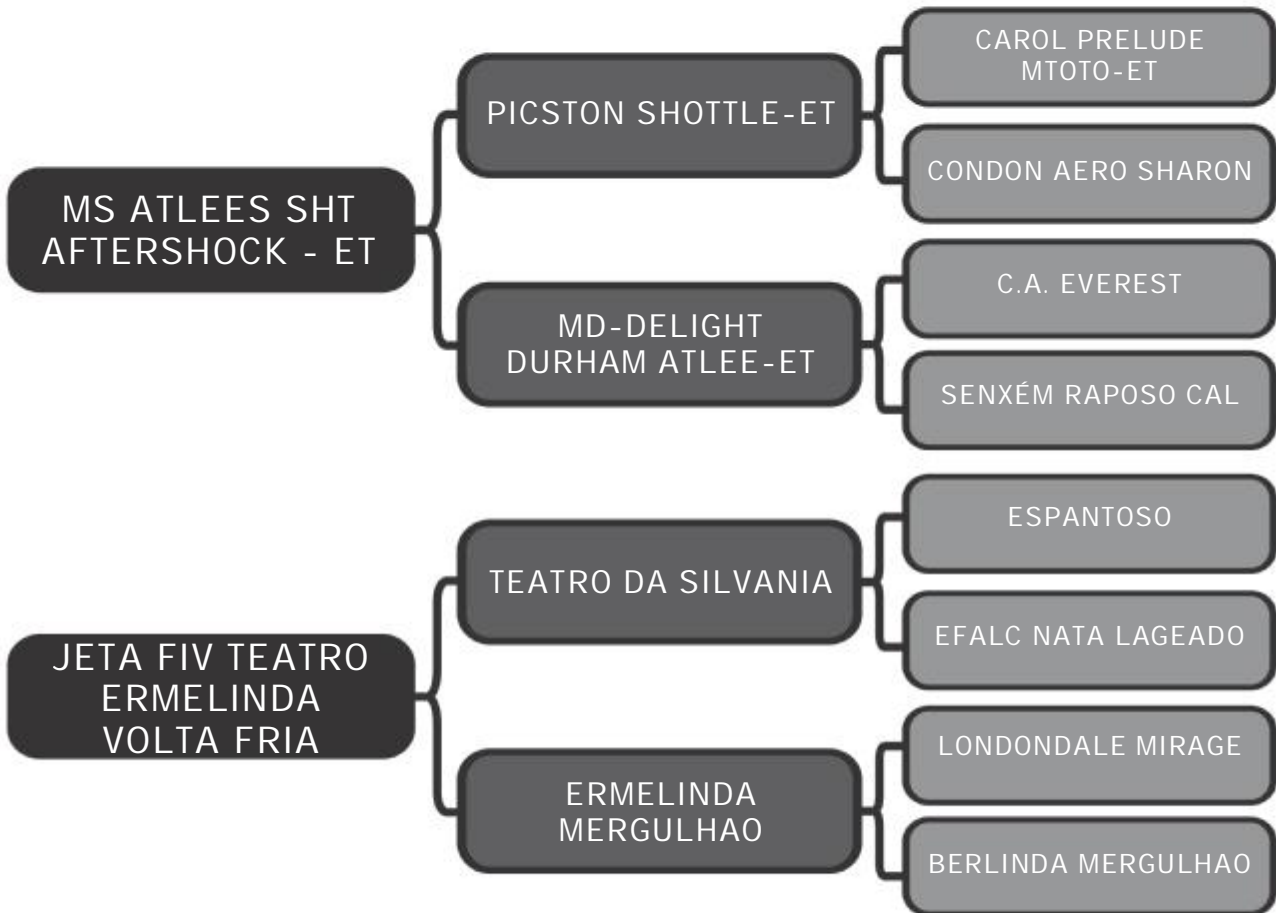 MS ATLEES SHT
AFTERSHOCK - ET
PICSTON SHOTTLE-ET
CAROL PRELUDE
MTOTO-ET
CONDON AERO SHARON
MD-DELIGHT
DURHAM ATLEE-ET
C.A. EVEREST
SENXÉM RAPOSO CAL
JETA FIV TEATRO
ERMELINDA
VOLTA FRIA
TEATRO DA SILVANIA
ESPANTOSO
EFALC NATA LAGEADO
ERMELINDA
MERGULHAO
LONDONDALE MIRAGE
BERLINDA MERGULHAO